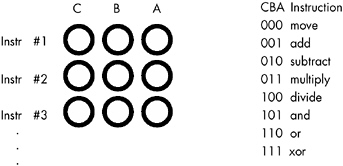 C B A
Instr #1
Instr #2
Instr #3
.
.
.
CBA Instruction
000 move
001 add
010 subtract
011 multiply
100 divide
101 and
110 or
111 xor